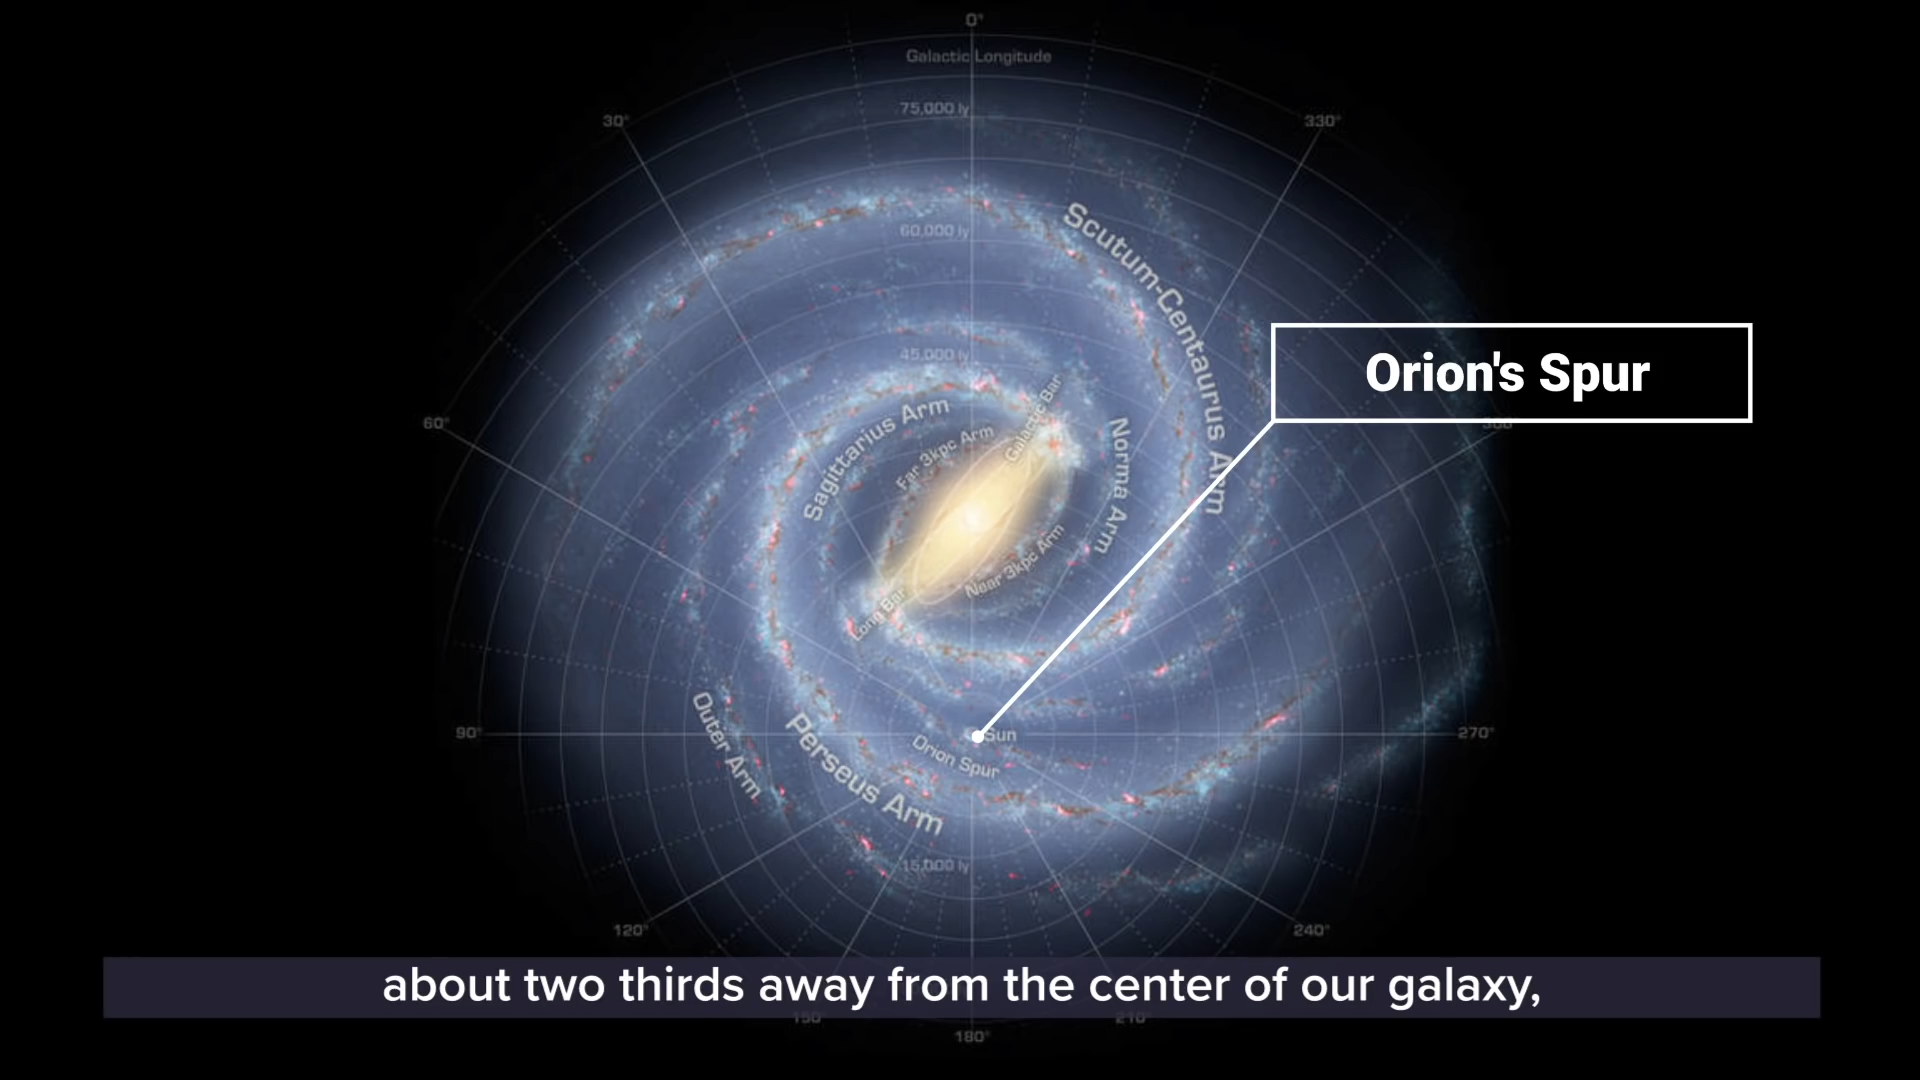 0°
Galactic Longitude
75,000 ly
30°
330°
60,000 ly
Scutum-Centaurus Arm
45,000 ly
Orion's Spur
Galactic Bar
Sagittarius Arm
Far 3kpc Arm
Norma Arm
60°
300°
Near 3kpc Arm
Long Bar
Outer Arm
Perseus Arm
90°
Sun
270°
Orion Spur
15,000 ly
120°
240°
about two thirds away from the center of our galaxy,
150°
210°
180°